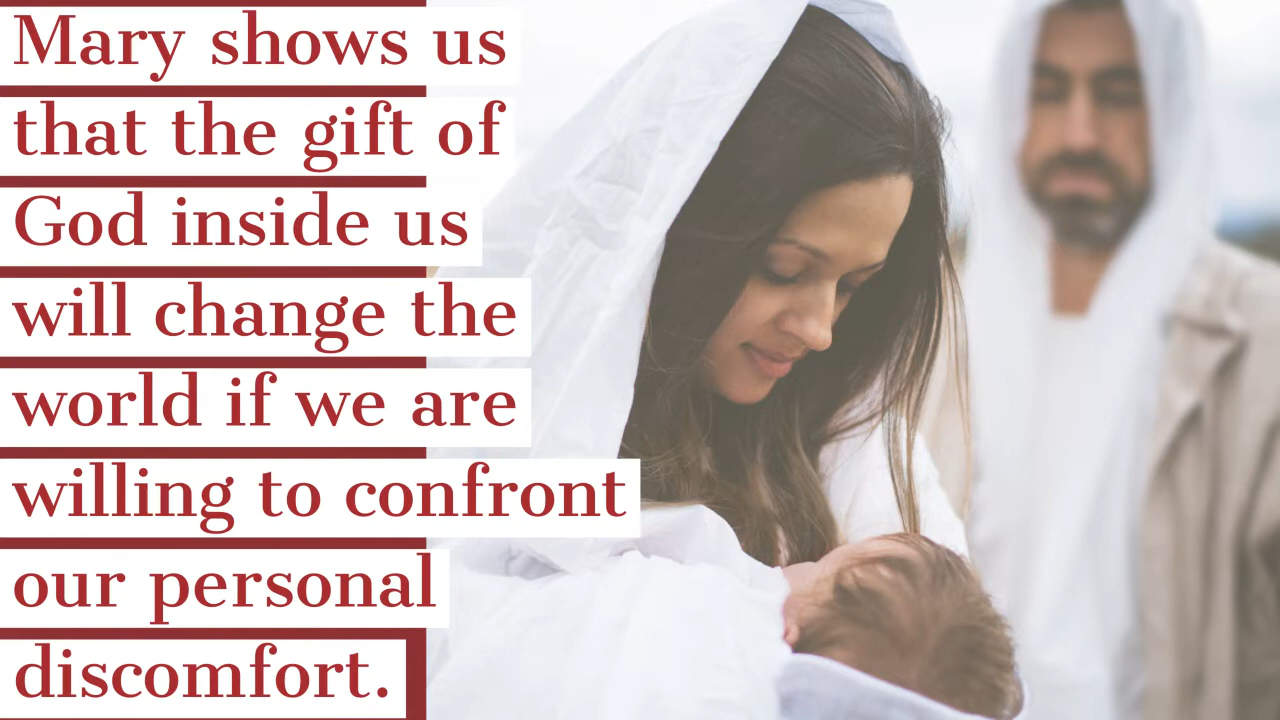 Mary shows us
that the gift of
God inside us
will change the
world if we are
willing to confront
our personal
discomfort.